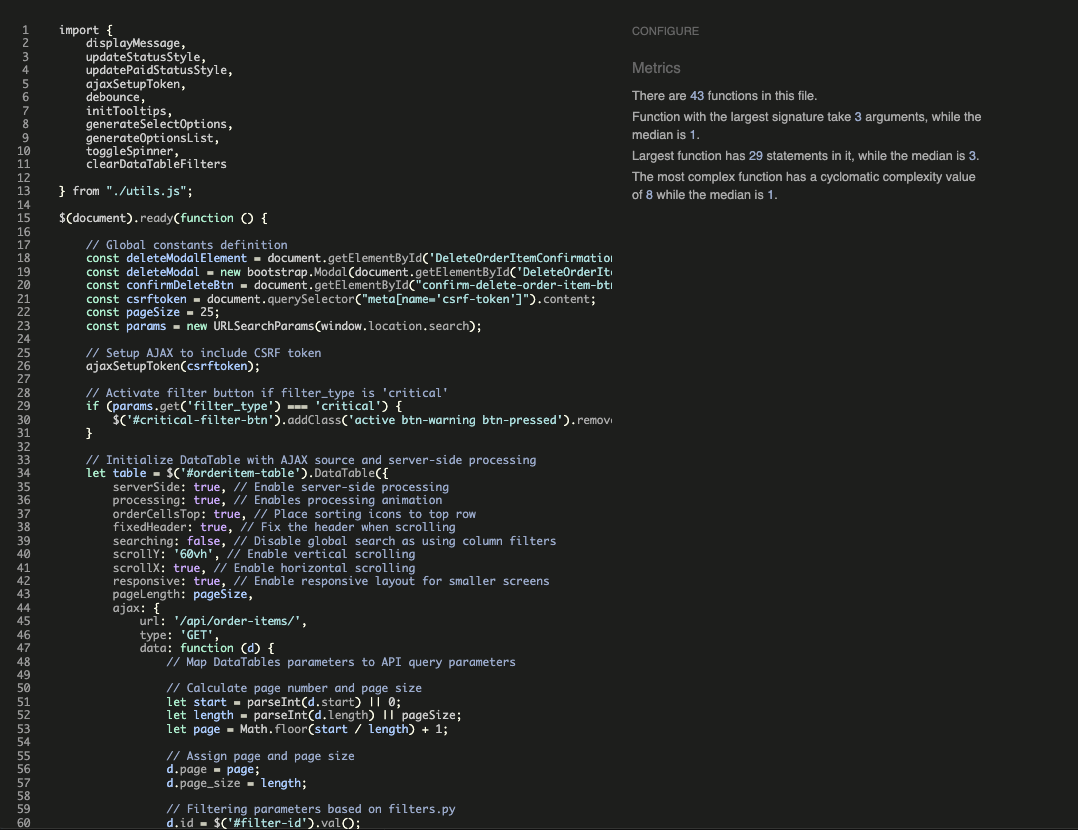 1 import {
2 displayMessage,
3 updateStatusStyle,
4 updatePaidStatusStyle,
5 ajaxSetupToken,
6 debounce,
7 initTooltips,
8 generateSelectOptions,
9 generateOptionsList,
10 toggleSpinner,
11 clearDataTableFilters
12
13 } from "./utils.js";
14
15 $(document).ready(function () {
16
17 // Global constants definition
18 const deleteModalElement = document.getElementById('DeleteOrderItemConfirmation
19 const deleteModal = new bootstrap.Modal(document.getElementById('DeleteOrderIte
20 const confirmDeleteBtn = document.getElementById("confirm-delete-order-item-btn
21 const csrftoken = document.querySelector("meta[name='csrf-token']").content;
22 const pageSize = 25;
23 const params = new URLSearchParams(window.location.search);
24
25 // Setup AJAX to include CSRF token
26 ajaxSetupToken(csrftoken);
27
28 // Activate filter button if filter_type is 'critical'
29 if (params.get('filter_type') === 'critical') {
30 $('#critical-filter-btn').addClass('active btn-warning btn-pressed').remov
31 }
32
33 // Initialize DataTable with AJAX source and server-side processing
34 let table = $('#orderitem-table').DataTable({
35 serverSide: true, // Enable server-side processing
36 processing: true, // Enables processing animation
37 orderCellsTop: true, // Place sorting icons to top row
38 fixedHeader: true, // Fix the header when scrolling
39 searching: false, // Disable global search as using column filters
40 scrollY: '60vh', // Enable vertical scrolling
41 scrollX: true, // Enable horizontal scrolling
42 responsive: true, // Enable responsive layout for smaller screens
43 pageLength: pageSize,
44 ajax: {
45 url: '/api/order-items/',
46 type: 'GET',
47 data: function (d) {
48 // Map DataTables parameters to API query parameters
49
50 // Calculate page number and page size
51 let start = parseInt(d.start) || 0;
52 let length = parseInt(d.length) || pageSize;
53 let page = Math.floor(start / length) + 1;
54
55 // Assign page and page size
56 d.page = page;
57 d.page_size = length;
58
59 // Filtering parameters based on filters.py
60 d.id = $('#filter-id').val();
CONFIGURE
Metrics
There are 43 functions in this file.
Function with the largest signature take 3 arguments, while the
median is 1.
Largest function has 29 statements in it, while the median is 3.
The most complex function has a cyclomatic complexity value
of 8 while the median is 1.